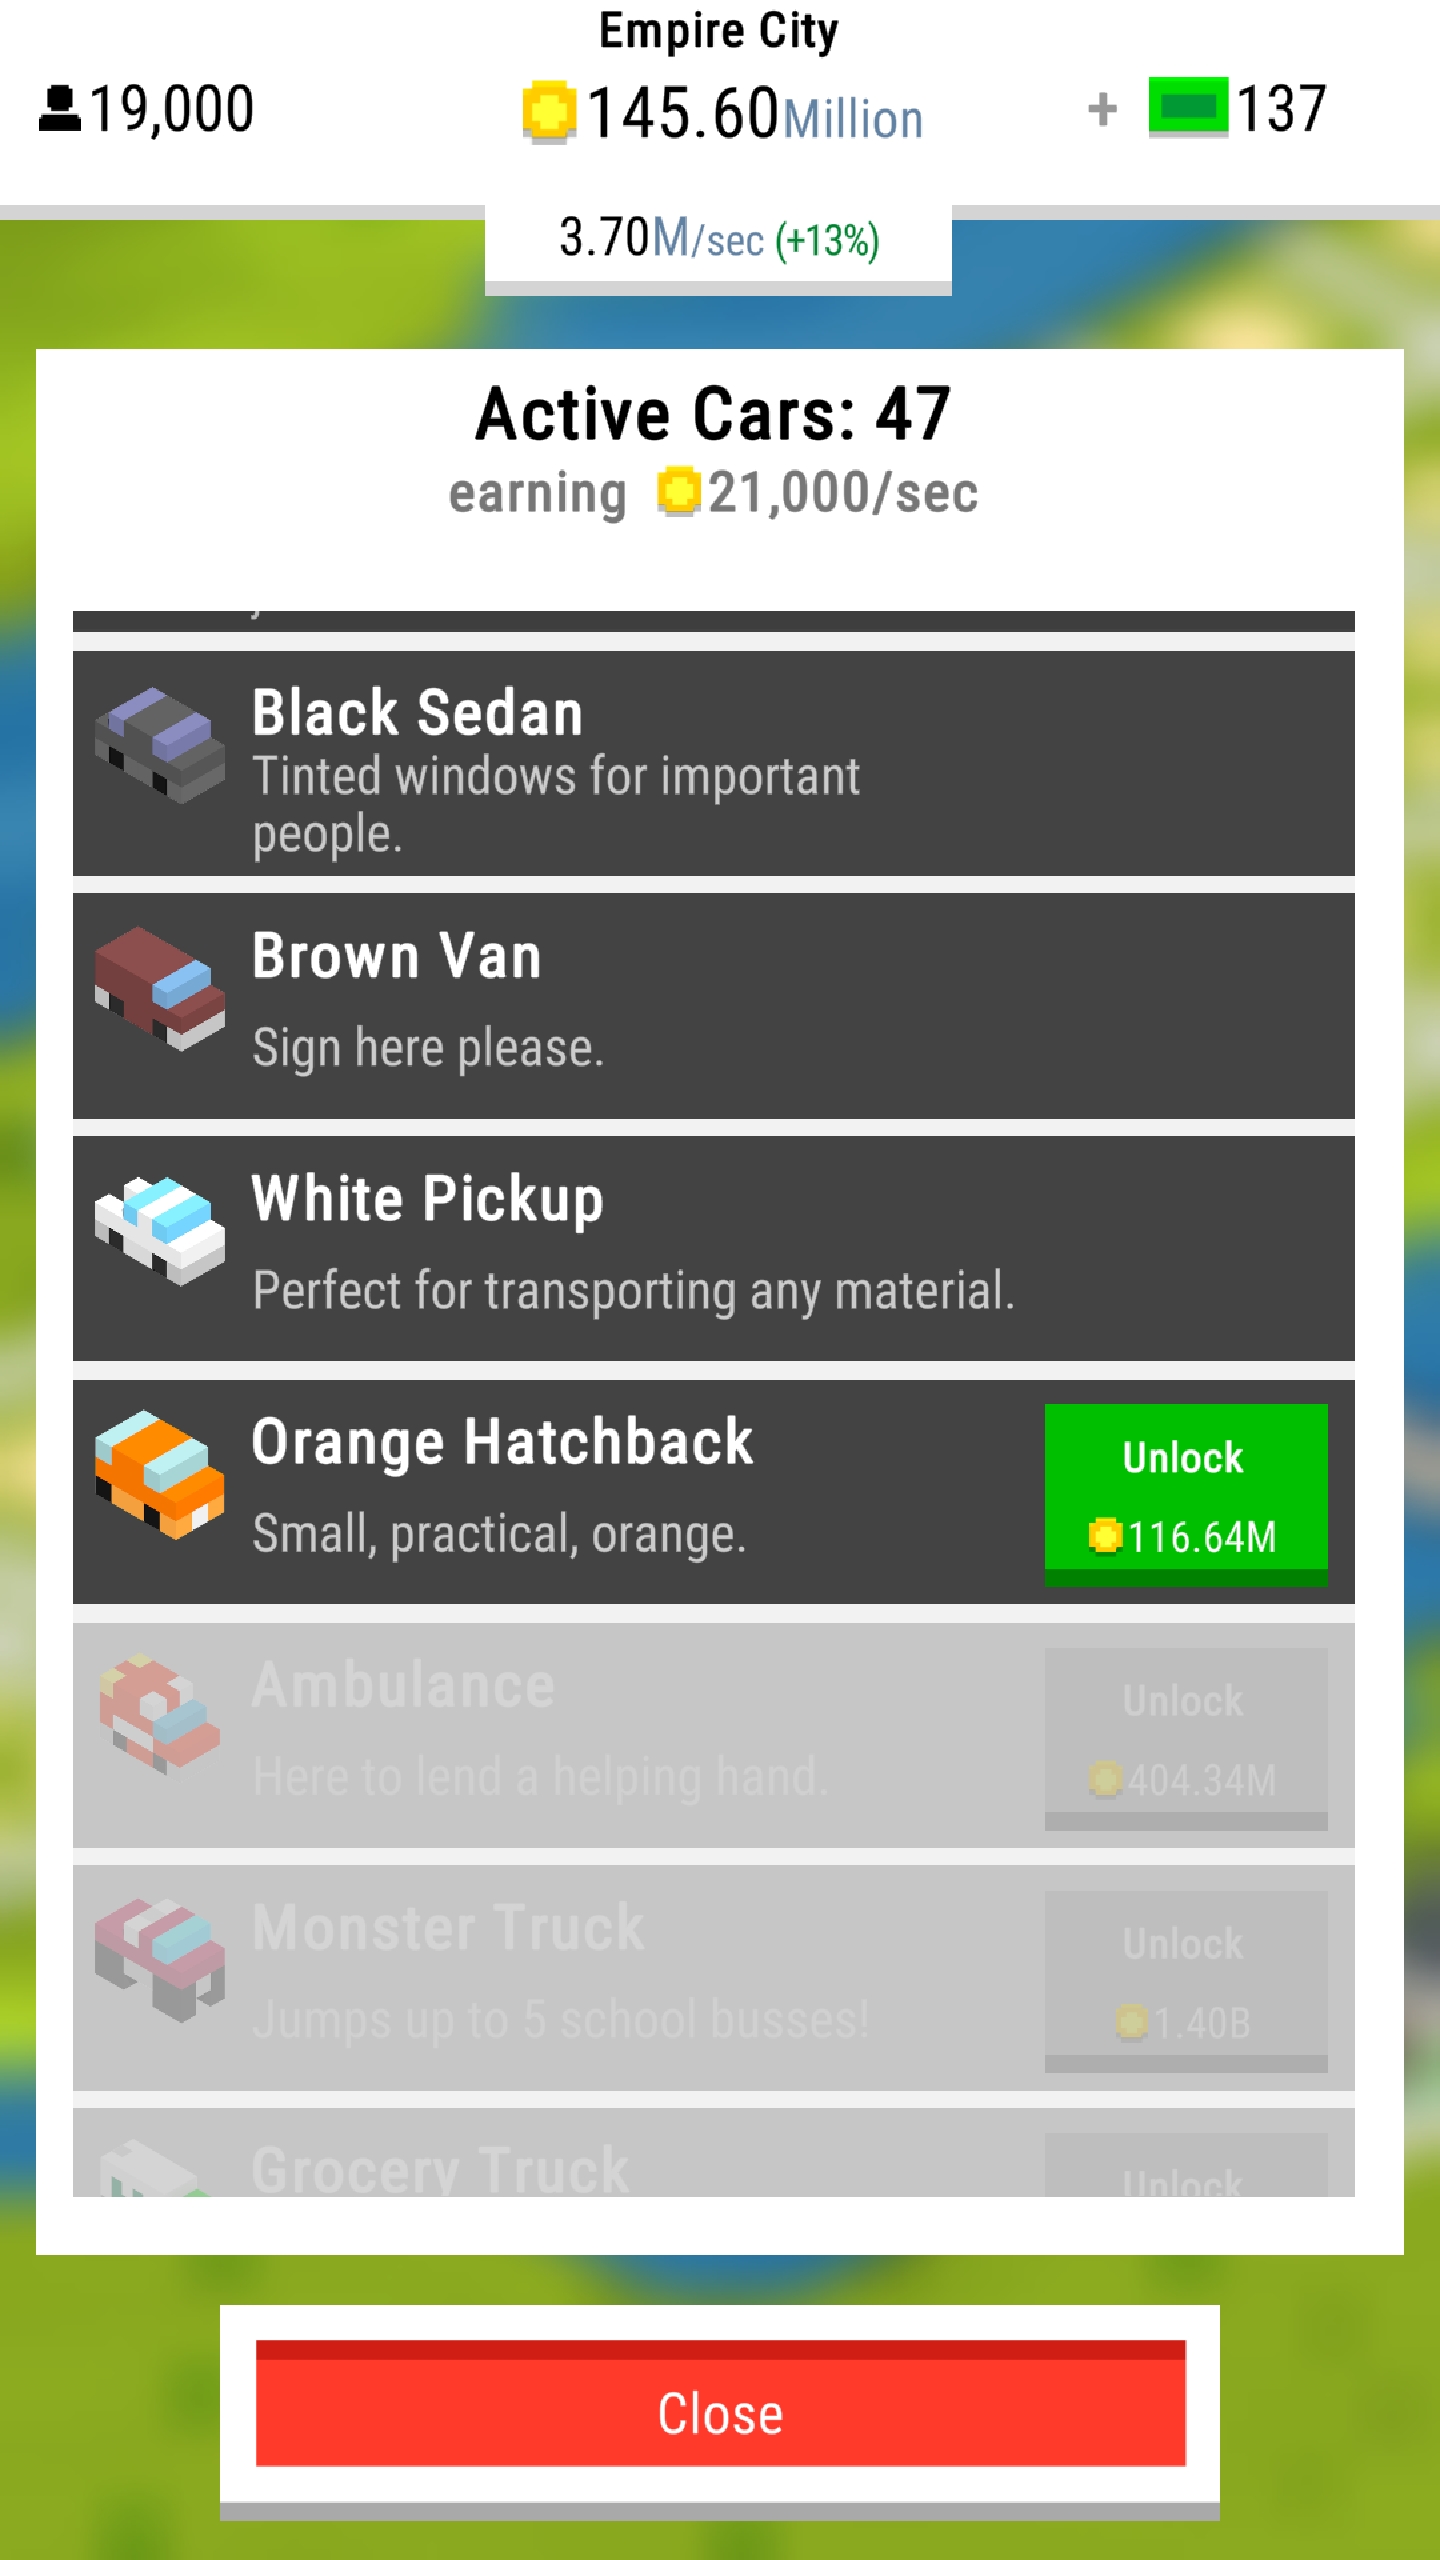 Empire City
19,000
145.60Million
+ 137
3.70M/sec (+13%)
Active Cars: 47
earning 21,000/sec
Black Sedan
Tinted windows for important
people.
Brown Van
Sign here please.
White Pickup
Perfect for transporting any material.
Orange Hatchback
Small, practical, orange.
Unlock
116.64M
Ambulance
Here to lend a helping hand.
Unlock
404.34M
Monster Truck
Jumps up to 5 school busses!
Unlock
1.40B
Grocery Truck
Unlock
Close